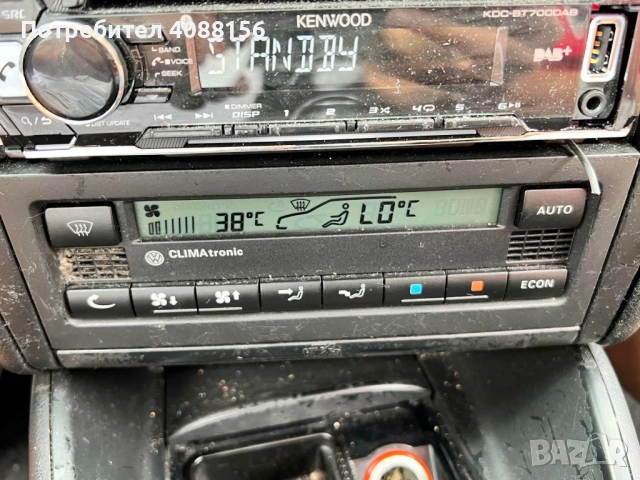 Потребител 4088156
SRC
KENWOOD
KDC-BT700DAB
BAND
VOICE
SEEK
STANDBY
DAB+
DIMMER
DISP 1 2 3 4 5 6
38°C LO°C
AUTO
CLIMAtronic
ECON
BAZAR